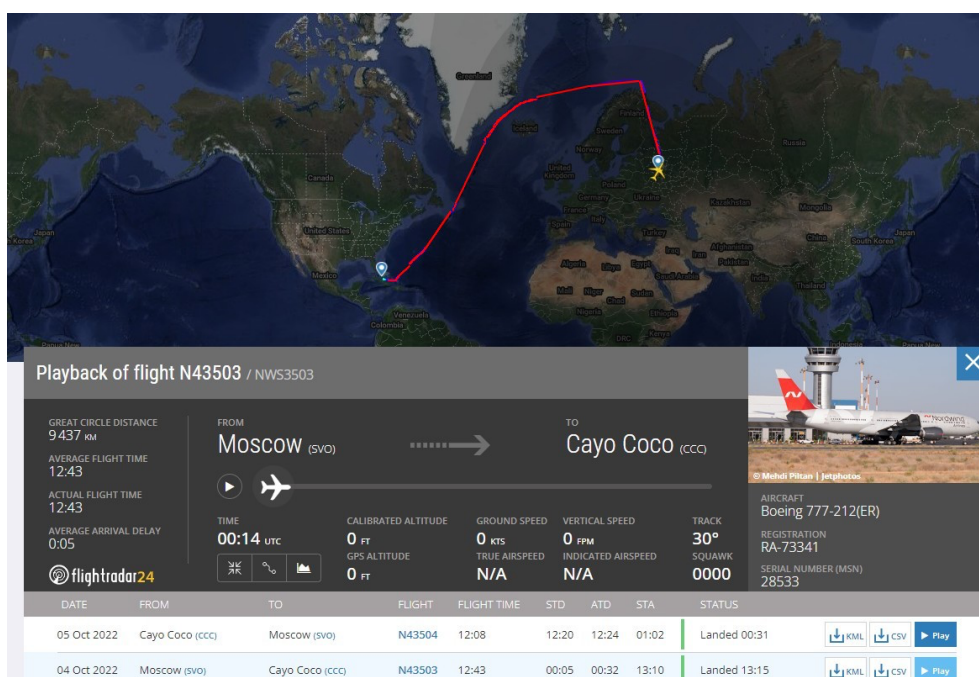 Greenland
Iceland
Finland
Sweden
Norway
Russia
United
Kingdom
Poland
Canada
Germany
Ukraine
France
Kazakhstan
Mongolia
Italy
Spain
United States
Turkey
Japan
South Korea
China
Iraq
Iran
Afghanistan
Pakistan
Algeria
Libya
Egypt
Saudi Arabia
Mexico
India
Mali
Niger
Chad
Sudan
Thailand
Nigeria
Ethiopia
Venezuela
Colombia
DRC
Kenya
Papua New
Indonesia
Playback of flight N43503 / NWS3503
GREAT CIRCLE DISTANCE
9437 KM
AVERAGE FLIGHT TIME
12:43
ACTUAL FLIGHT TIME
12:43
AVERAGE ARRIVAL DELAY
0:05
flightradar24
FROM
Moscow (SVO)
TO
Cayo Coco (CCC)
TIME
00:14 UTC
CALIBRATED ALTITUDE
0 FT
GPS ALTITUDE
0 FT
GROUND SPEED
0 KTS
TRUE AIRSPEED
N/A
VERTICAL SPEED
0 FPM
INDICATED AIRSPEED
N/A
TRACK
30°
SQUAWK
0000
Nordwind
© Mehdi Piltan | Jetphotos
AIRCRAFT
Boeing 777-212(ER)
REGISTRATION
RA-73341
SERIAL NUMBER (MSN)
28533
DATE FROM TO FLIGHT FLIGHT TIME STD ATD STA STATUS
05 Oct 2022 Cayo Coco (CCC) Moscow (SVO) N43504 12:08 12:20 12:24 01:02 Landed 00:31 KML CSV Play
04 Oct 2022 Moscow (SVO) Cayo Coco (CCC) N43503 12:43 00:05 00:32 13:10 Landed 13:15 KML CSV Play